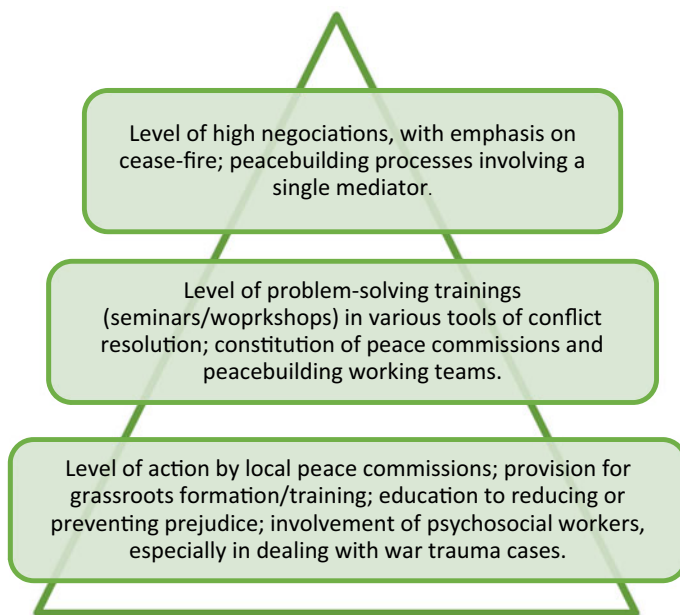 Level of high negociations, with emphasis on
cease-fire; peacebuilding processes involving a
single mediator.
Level of problem-solving trainings
(seminars/woprkshops) in various tools of conflict
resolution; constitution of peace commissions and
peacebuilding working teams.
Level of action by local peace commissions; provision for
grassroots formation/training; education to reducing or
preventing prejudice; involvement of psychosocial workers,
especially in dealing with war trauma cases.